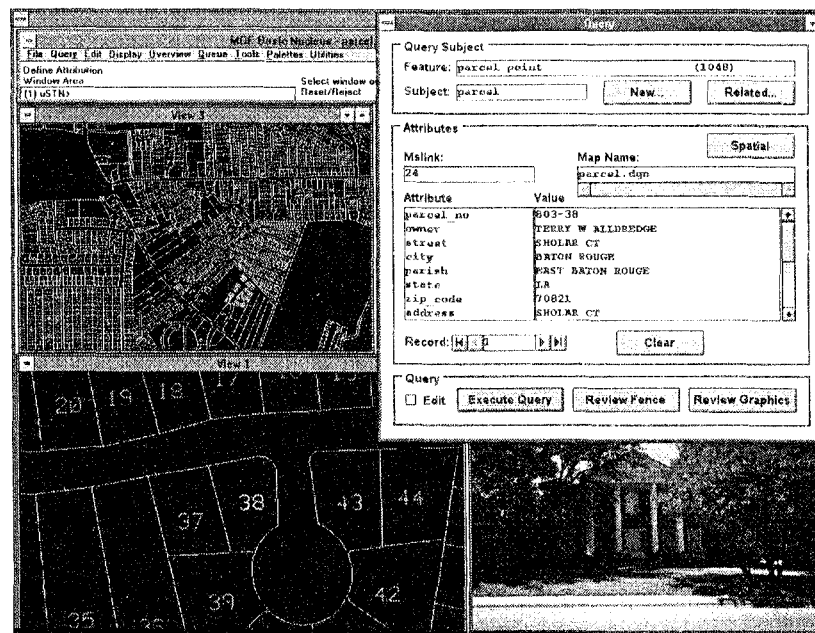 MGE Basic Nucleus - parcel
File Query Edit Display Overview Queue Tools Palettes Utilities
Define Attribution
Window Area
Select window
Reset/Reject
(1) uSTN>
View 3
View 1
20 19 18 17
37 38 43 44
35 39 42
Query
Query Subject
Feature: parcel point (1048)
Subject: parcel New... Related...
Attributes
Spatial
Mslink: Map Name:
24 parcel.dgn
Attribute Value
parcel_no 803-38
owner TERRY W ALLDREDGE
street SHOLAR CT
city BATON ROUGE
parish EAST BATON ROUGE
state LA
zip_code 70821
address SHOLAR CT
Record: Clear
Query
Edit Execute Query Review Fence Review Graphics